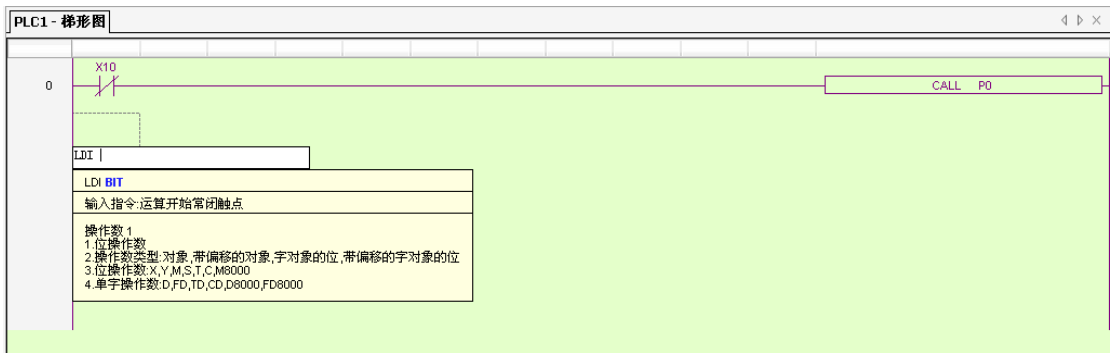 PLC1 - 梯形图
X10
0
CALL P0
LDI
LDI BIT
输入指令:运算开始常闭触点
操作数 1
1.位操作数
2.操作数类型:对象,带偏移的对象,字对象的位,带偏移的字对象的位
3.位操作数:X,Y,M,S,T,C,M8000
4.单字操作数:D,FD,TD,CD,D8000,FD8000